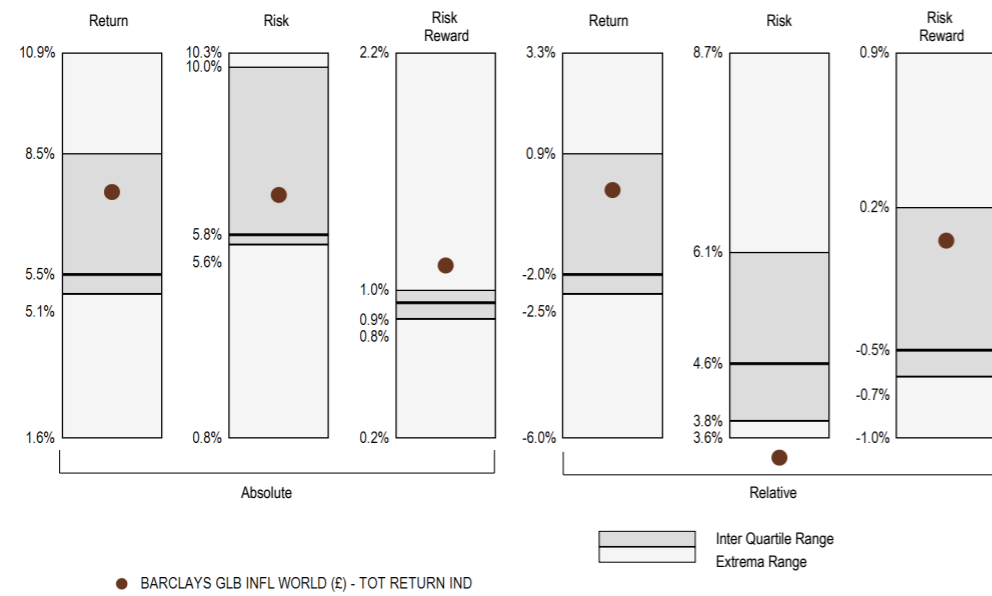 Return
Risk
Risk
Reward
Return
Risk
Risk
Reward
10.9%
8.5%
5.5%
5.1%
1.6%
10.3%
10.0%
5.8%
5.6%
0.8%
2.2%
1.0%
0.9%
0.8%
0.2%
3.3%
0.9%
-2.0%
-2.5%
-6.0%
8.7%
6.1%
4.6%
3.8%
3.6%
0.9%
0.2%
-0.5%
-0.7%
-1.0%
Absolute
Relative
Inter Quartile Range
Extrema Range
BARCLAYS GLB INFL WORLD (£) - TOT RETURN IND